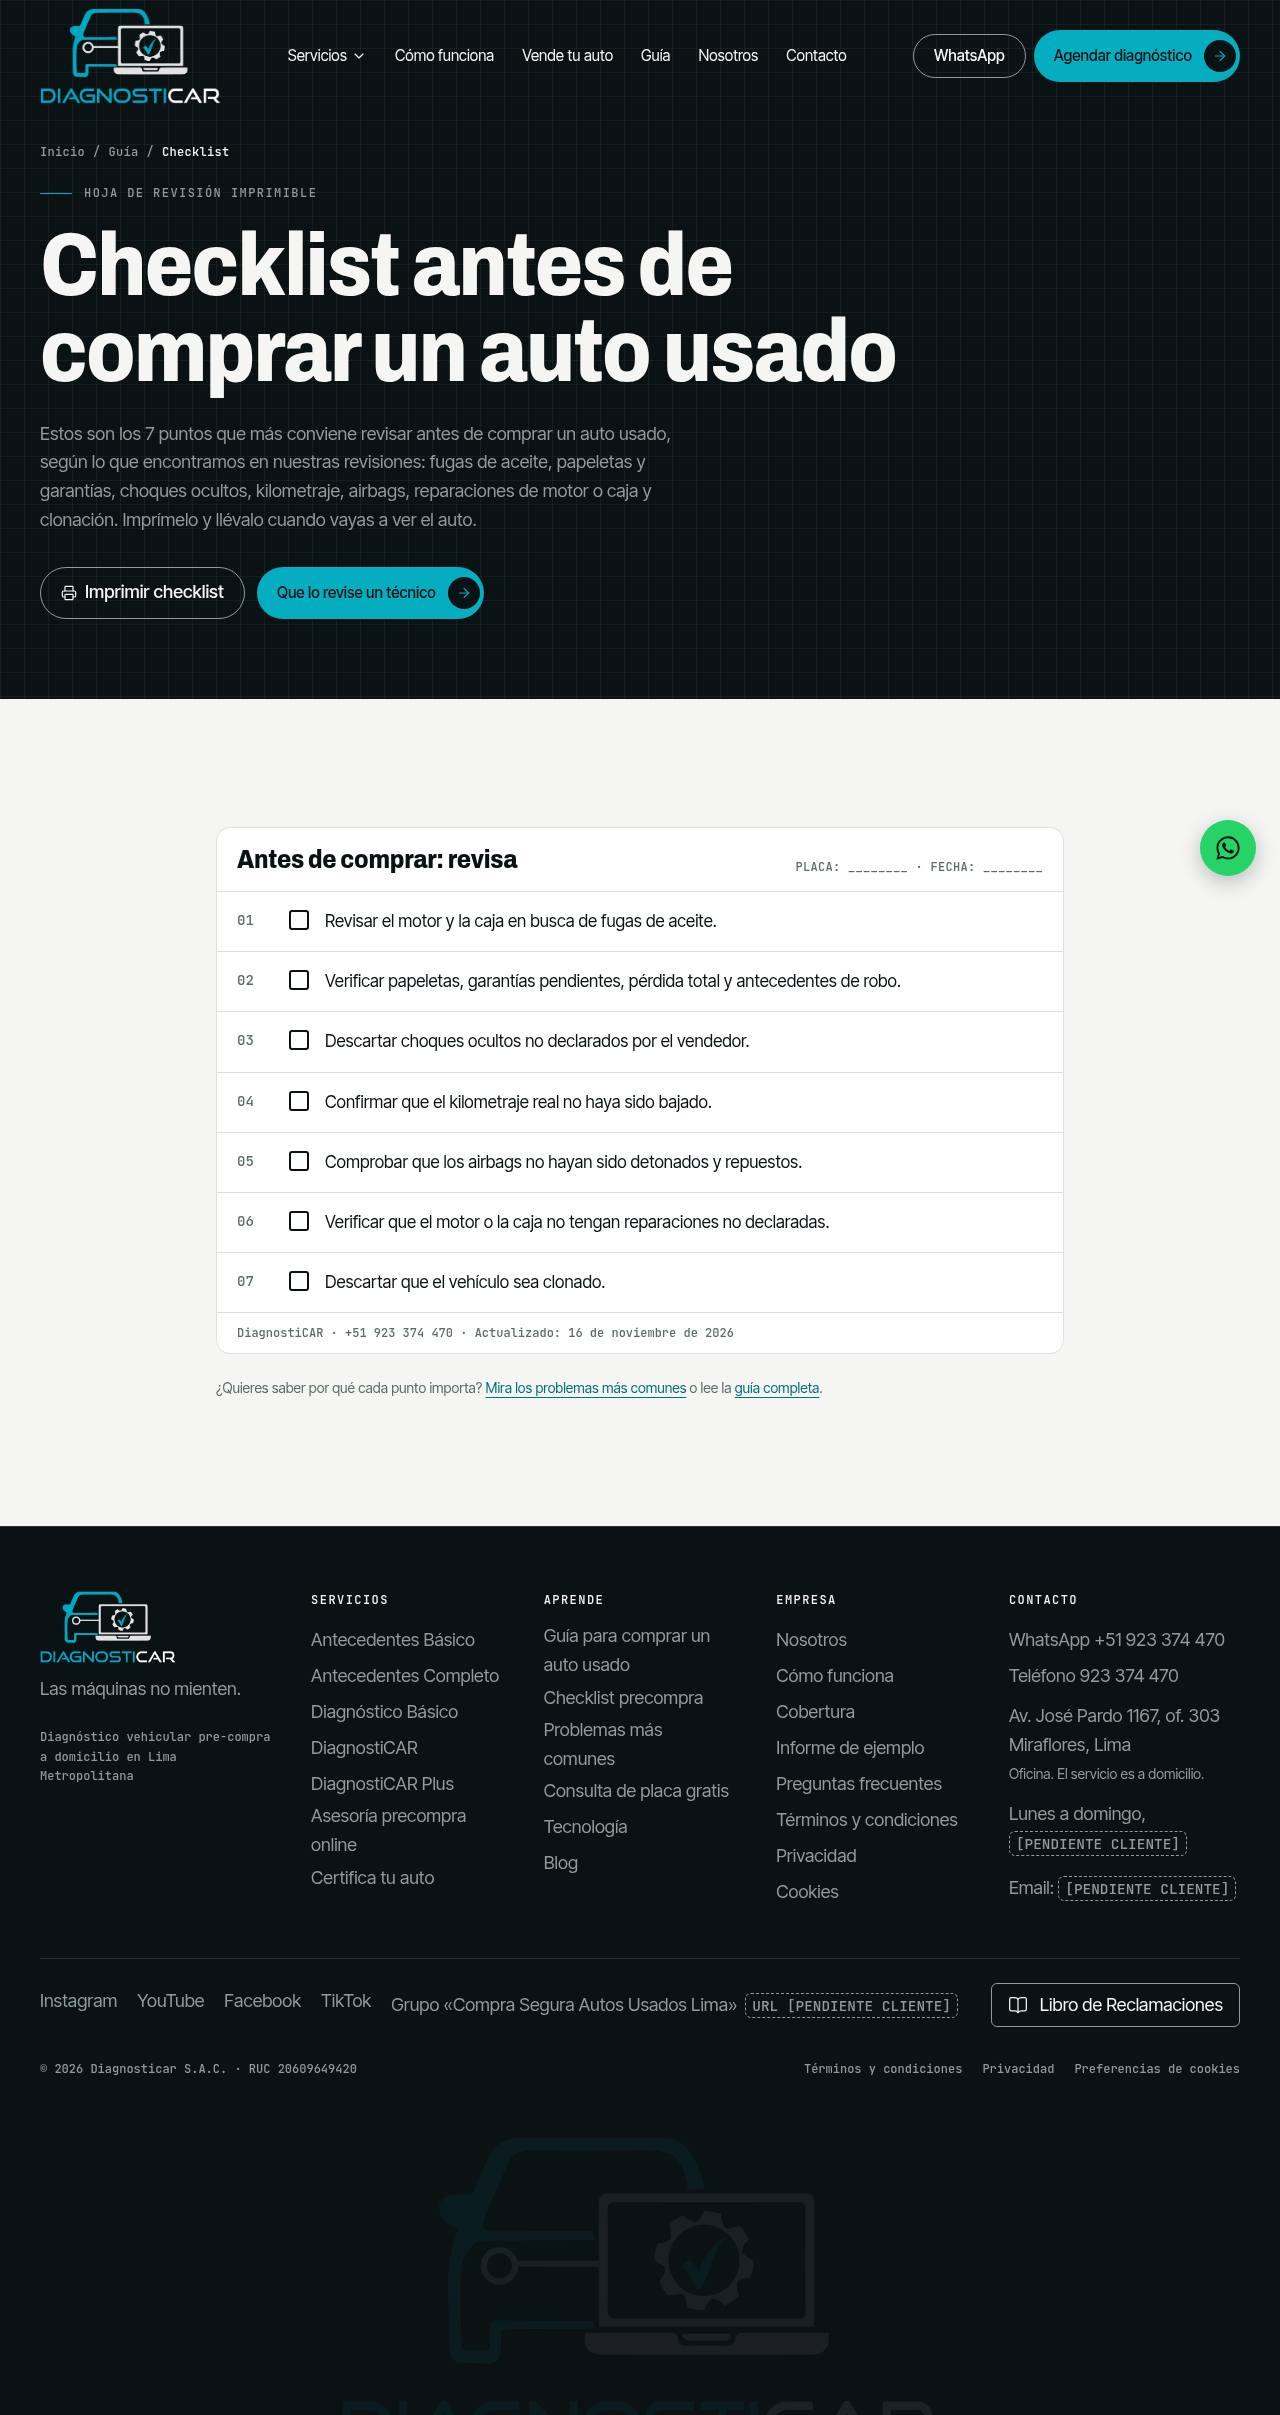 DIAGNOSTICAR
Servicios
Cómo funciona
Vende tu auto
Guía
Nosotros
Contacto
WhatsApp
Agendar diagnóstico
Inicio / Guía / Checklist
HOJA DE REVISIÓN IMPRIMIBLE
Checklist antes de
comprar un auto usado
Estos son los 7 puntos que más conviene revisar antes de comprar un auto usado,
según lo que encontramos en nuestras revisiones: fugas de aceite, papeletas y
garantías, choques ocultos, kilometraje, airbags, reparaciones de motor o caja y
clonación. Imprímelo y llévalo cuando vayas a ver el auto.
Imprimir checklist
Que lo revise un técnico
Antes de comprar: revisa
PLACA: ________ · FECHA: ________
01 Revisar el motor y la caja en busca de fugas de aceite.
02 Verificar papeletas, garantías pendientes, pérdida total y antecedentes de robo.
03 Descartar choques ocultos no declarados por el vendedor.
04 Confirmar que el kilometraje real no haya sido bajado.
05 Comprobar que los airbags no hayan sido detonados y repuestos.
06 Verificar que el motor o la caja no tengan reparaciones no declaradas.
07 Descartar que el vehículo sea clonado.
DiagnostiCAR · +51 923 374 470 · Actualizado: 16 de noviembre de 2026
¿Quieres saber por qué cada punto importa? Mira los problemas más comunes o lee la guía completa.
DIAGNOSTICAR
Las máquinas no mienten.
Diagnóstico vehicular pre-compra
a domicilio en Lima
Metropolitana
SERVICIOS
Antecedentes Básico
Antecedentes Completo
Diagnóstico Básico
DiagnostiCAR
DiagnostiCAR Plus
Asesoría precompra
online
Certifica tu auto
APRENDE
Guía para comprar un
auto usado
Checklist precompra
Problemas más
comunes
Consulta de placa gratis
Tecnología
Blog
EMPRESA
Nosotros
Cómo funciona
Cobertura
Informe de ejemplo
Preguntas frecuentes
Términos y condiciones
Privacidad
Cookies
CONTACTO
WhatsApp +51 923 374 470
Teléfono 923 374 470
Av. José Pardo 1167, of. 303
Miraflores, Lima
Oficina. El servicio es a domicilio.
Lunes a domingo,
[PENDIENTE CLIENTE]
Email: [PENDIENTE CLIENTE]
Instagram
YouTube
Facebook
TikTok
Grupo «Compra Segura Autos Usados Lima» URL [PENDIENTE CLIENTE]
Libro de Reclamaciones
© 2026 Diagnosticar S.A.C. · RUC 20609649420
Términos y condiciones
Privacidad
Preferencias de cookies
DIAGNOSTICAR